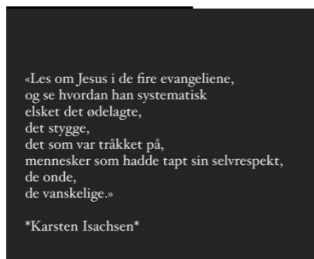 «Les om Jesus i de fire evangeliene,
og se hvordan han systematisk
elsket det ødelagte,
det stygge,
det som var tråkket på,
mennesker som hadde tapt sin selvrespekt,
de onde,
de vanskelige.»
*Karsten Isachsen*